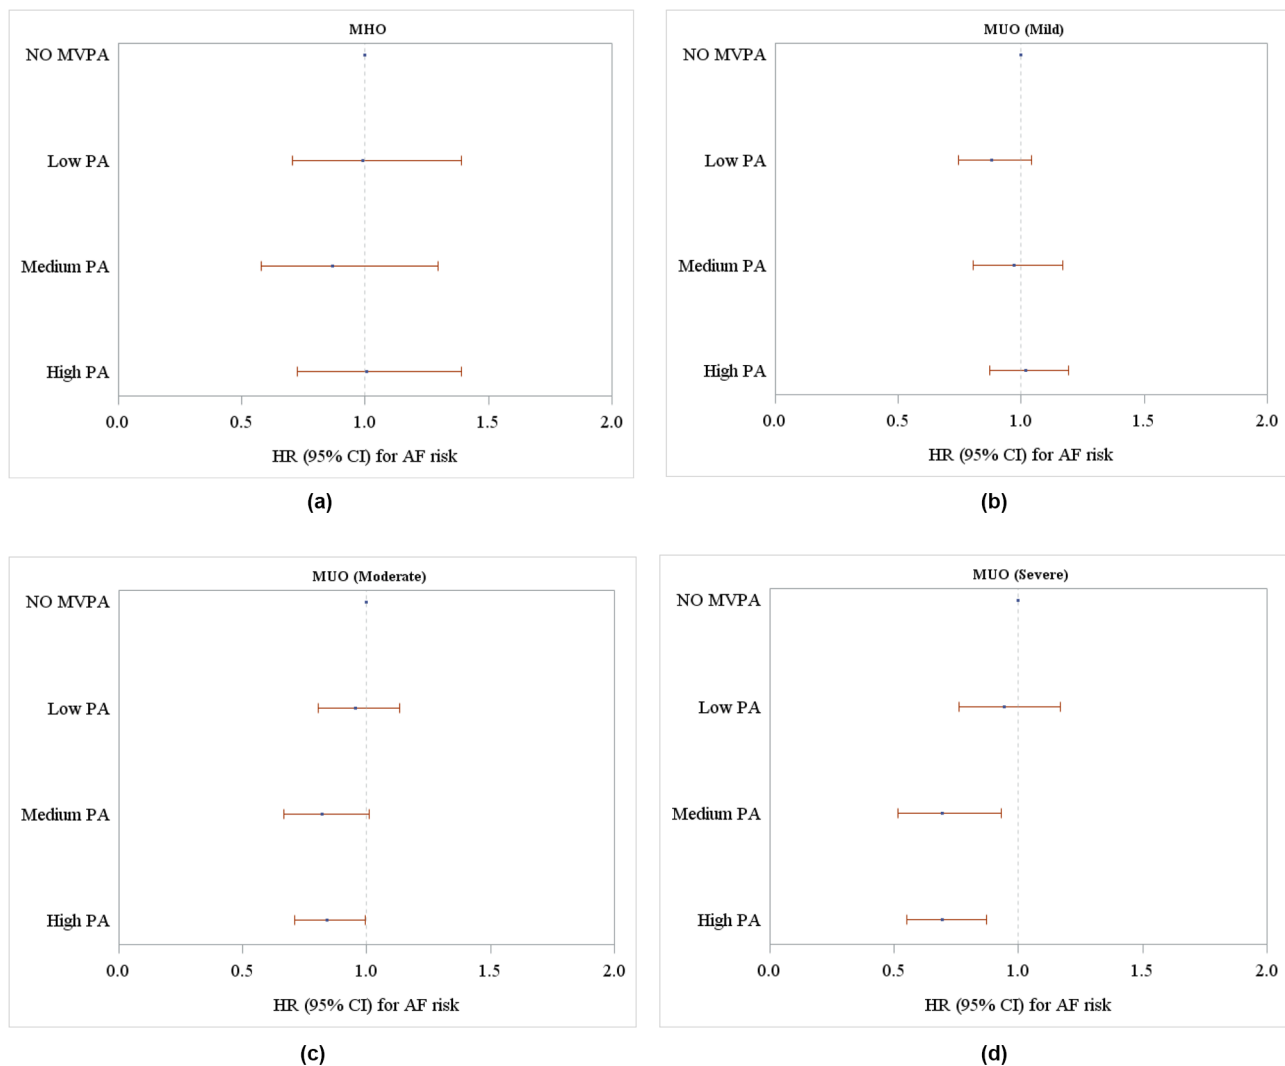 MHO
NO MVPA
Low PA
Medium PA
High PA
0.0 0.5 1.0 1.5 2.0
HR (95% CI) for AF risk
(a)
MUO (Mild)
NO MVPA
Low PA
Medium PA
High PA
0.0 0.5 1.0 1.5 2.0
HR (95% CI) for AF risk
(b)
MUO (Moderate)
NO MVPA
Low PA
Medium PA
High PA
0.0 0.5 1.0 1.5 2.0
HR (95% CI) for AF risk
(c)
MUO (Severe)
NO MVPA
Low PA
Medium PA
High PA
0.0 0.5 1.0 1.5 2.0
HR (95% CI) for AF risk
(d)